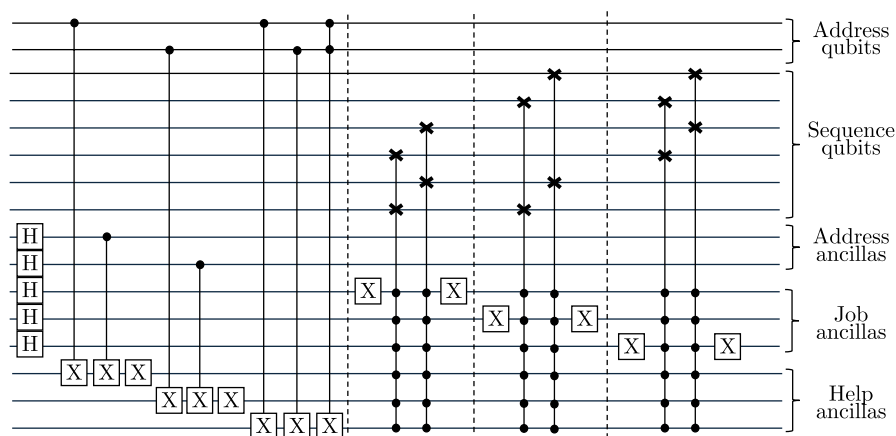 Address
qubits
Sequence
qubits
H
Address
H
ancillas
H X X
H X X
Job
ancillas
H X X
X X X
X X X
Help
ancillas
X X X